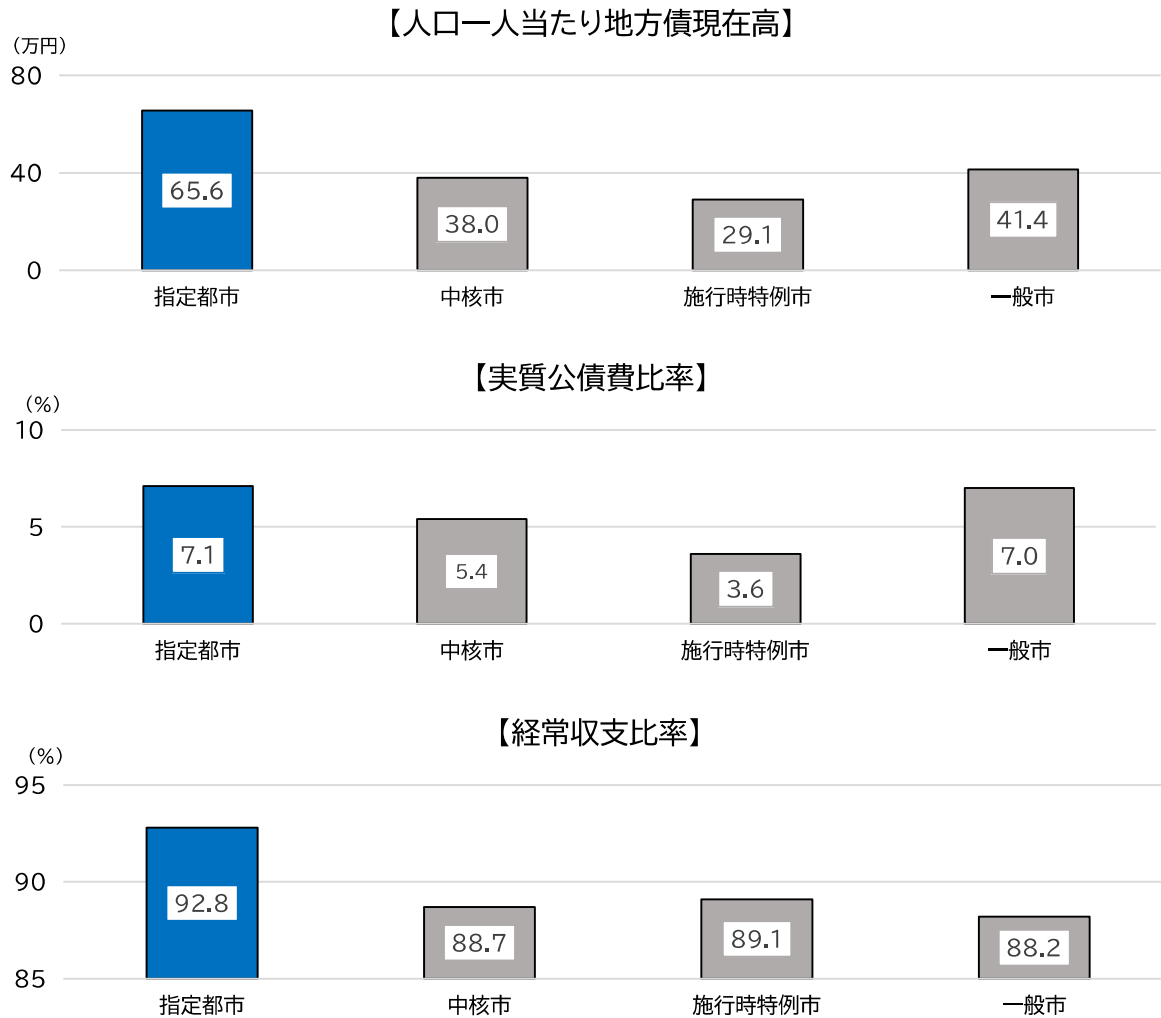 【人口一人当たり地方債現在高】
（万円）
80
40
0
65.6
38.0
29.1
41.4
指定都市
中核市
施行時特例市
一般市
【実質公債費比率】
（％）
10
5
0
7.1
5.4
3.6
7.0
指定都市
中核市
施行時特例市
一般市
【経常収支比率】
（％）
95
90
85
92.8
88.7
89.1
88.2
指定都市
中核市
施行時特例市
一般市